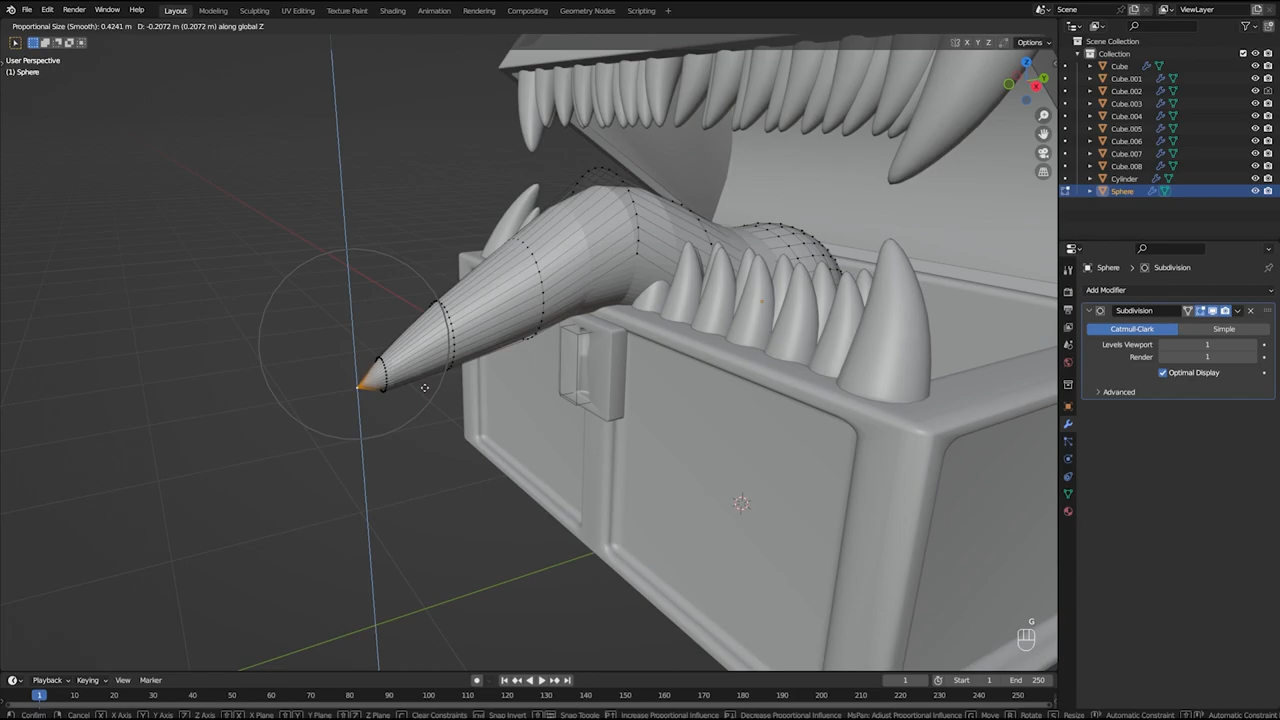 File Edit Render Window Help Layout Modeling Sculpting UV Editing Texture Paint Shading Animation Rendering Compositing Geometry Nodes Scripting + Scene ViewLayer
Proportional Size (Smooth): 0.4241 m D: -0.2072 m (0.2072 m) along global Z
X Y Z Options
User Perspective
(1) Sphere
Scene Collection
Collection
Cube
Cube.001
Cube.002
Cube.003
Cube.004
Cube.005
Cube.006
Cube.007
Cube.008
Cylinder
Sphere
Sphere > Subdivision
Add Modifier
Subdivision
Catmull-Clark Simple
Levels Viewport 1
Render 1
Optimal Display
Advanced
G
Playback Keying View Marker 1 Start 1 End 250
1 10 20 30 40 50 60 70 80 90 100 110 120 130 140 150 160 170 180 190 200 210 220 230 240 250
Confirm Cancel X X Axis Y Y Axis Z Z Axis X X Plane Y Y Plane Z Z Plane C Clear Constraints Snap Invert Snap Toggle Increase Proportional Influence Decrease Proportional Influence MsPan: Adjust Proportional Influence G Move R Rotate S Resize Automatic Constraint Automatic Constraint